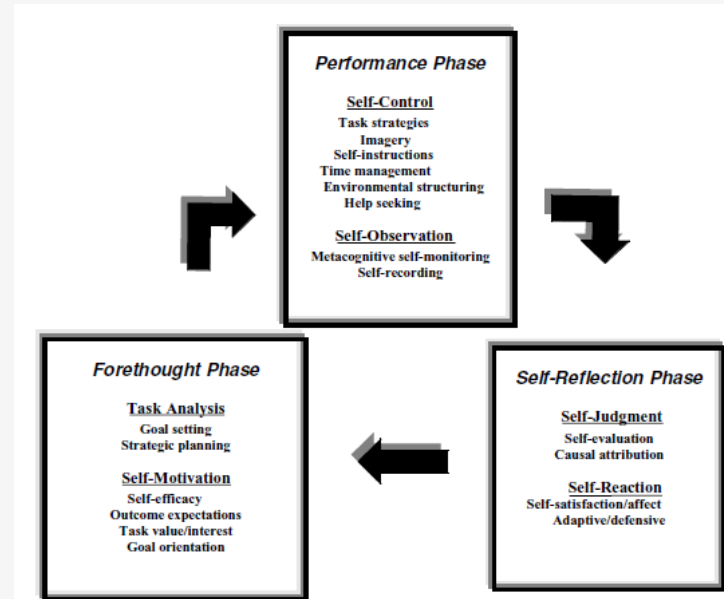 Performance Phase
Self-Control
Task strategies
Imagery
Self-instructions
Time management
Environmental structuring
Help seeking
Self-Observation
Metacognitive self-monitoring
Self-recording
Forethought Phase
Task Analysis
Goal setting
Strategic planning
Self-Motivation
Self-efficacy
Outcome expectations
Task value/interest
Goal orientation
Self-Reflection Phase
Self-Judgment
Self-evaluation
Causal attribution
Self-Reaction
Self-satisfaction/affect
Adaptive/defensive